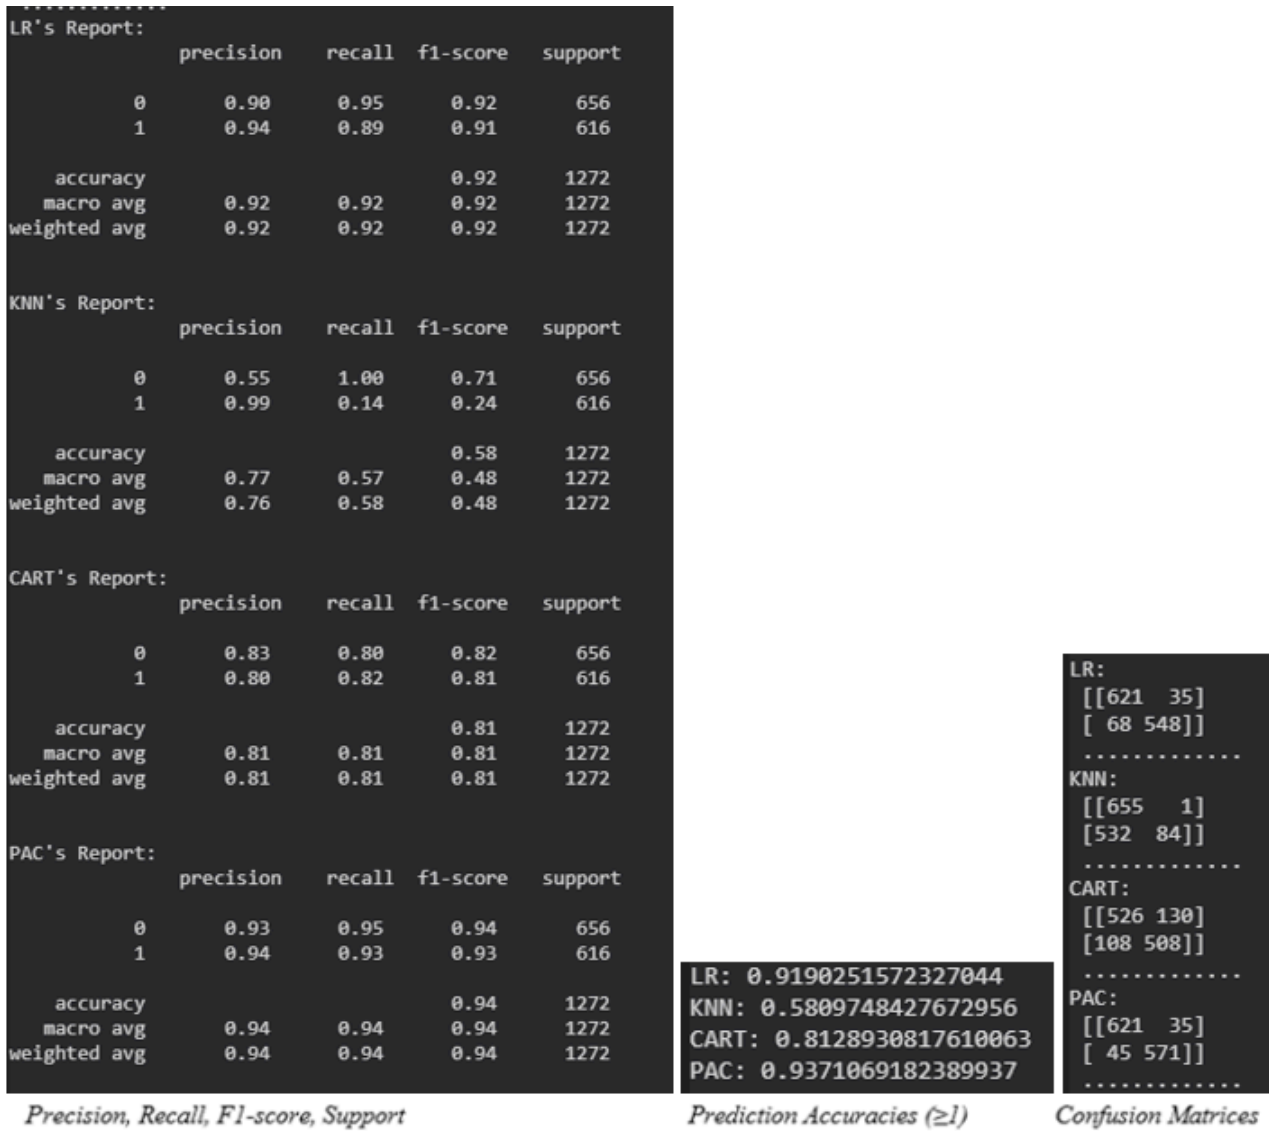 .............
LR's Report:
precision recall f1-score support
0 0.90 0.95 0.92 656
1 0.94 0.89 0.91 616
accuracy 0.92 1272
macro avg 0.92 0.92 0.92 1272
weighted avg 0.92 0.92 0.92 1272
KNN's Report:
precision recall f1-score support
0 0.55 1.00 0.71 656
1 0.99 0.14 0.24 616
accuracy 0.58 1272
macro avg 0.77 0.57 0.48 1272
weighted avg 0.76 0.58 0.48 1272
CART's Report:
precision recall f1-score support
0 0.83 0.80 0.82 656
1 0.80 0.82 0.81 616
accuracy 0.81 1272
macro avg 0.81 0.81 0.81 1272
weighted avg 0.81 0.81 0.81 1272
PAC's Report:
precision recall f1-score support
0 0.93 0.95 0.94 656
1 0.94 0.93 0.93 616
accuracy 0.94 1272
macro avg 0.94 0.94 0.94 1272
weighted avg 0.94 0.94 0.94 1272
Precision, Recall, F1-score, Support
LR: 0.9190251572327044
KNN: 0.5809748427672956
CART: 0.8128930817610063
PAC: 0.9371069182389937
Prediction Accuracies (≥1)
LR:
[[621 35]
[ 68 548]]
.............
KNN:
[[655 1]
[532 84]]
.............
CART:
[[526 130]
[108 508]]
.............
PAC:
[[621 35]
[ 45 571]]
.............
Confusion Matrices